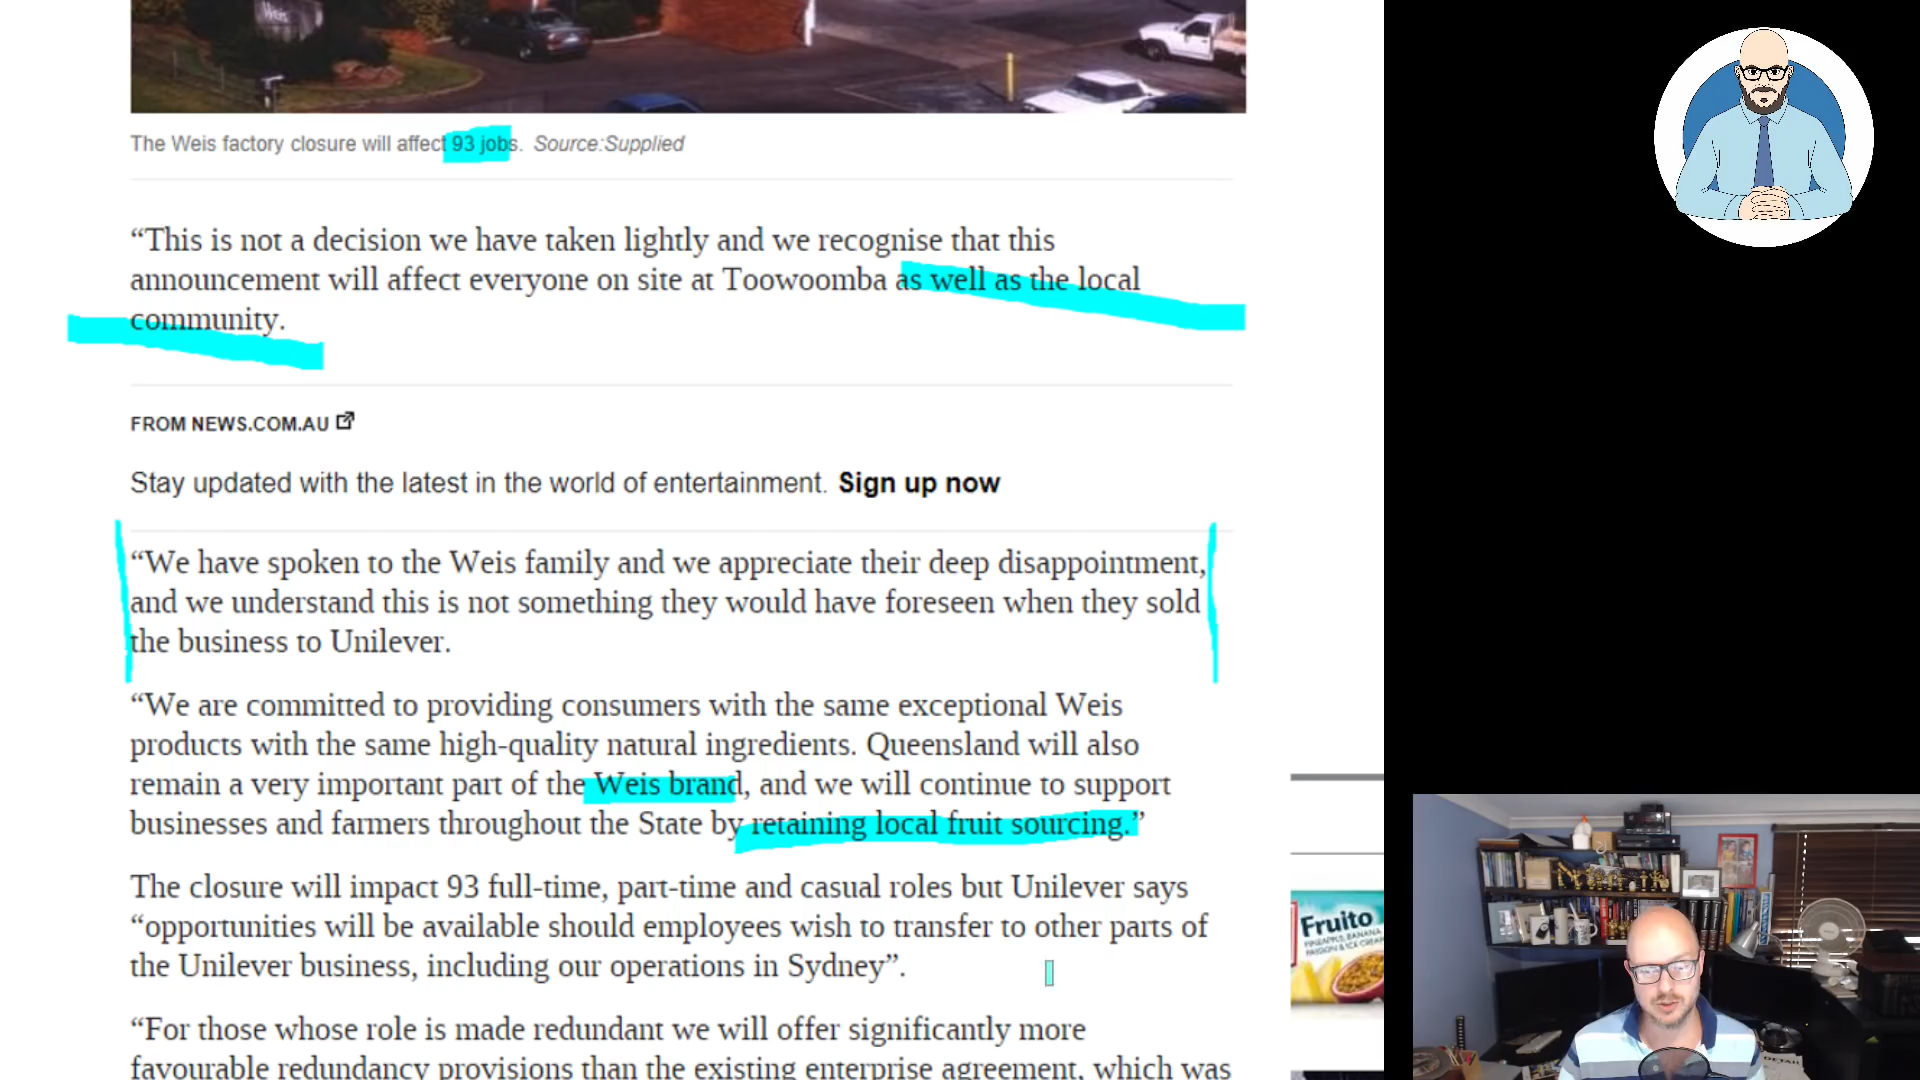 Weis
The Weis factory closure will affect 93 jobs. Source:Supplied
“This is not a decision we have taken lightly and we recognise that this
announcement will affect everyone on site at Toowoomba as well as the local
community.
FROM NEWS.COM.AU
Stay updated with the latest in the world of entertainment. Sign up now
“We have spoken to the Weis family and we appreciate their deep disappointment,
and we understand this is not something they would have foreseen when they sold
the business to Unilever.
“We are committed to providing consumers with the same exceptional Weis
products with the same high-quality natural ingredients. Queensland will also
remain a very important part of the Weis brand, and we will continue to support
businesses and farmers throughout the State by retaining local fruit sourcing.”
The closure will impact 93 full-time, part-time and casual roles but Unilever says
“opportunities will be available should employees wish to transfer to other parts of
the Unilever business, including our operations in Sydney”.
“For those whose role is made redundant we will offer significantly more
favourable redundancy provisions than the existing enterprise agreement, which was
Fruito
PINEAPPLE, BANANA,
PASSION & ICE CREAM
DETAIL